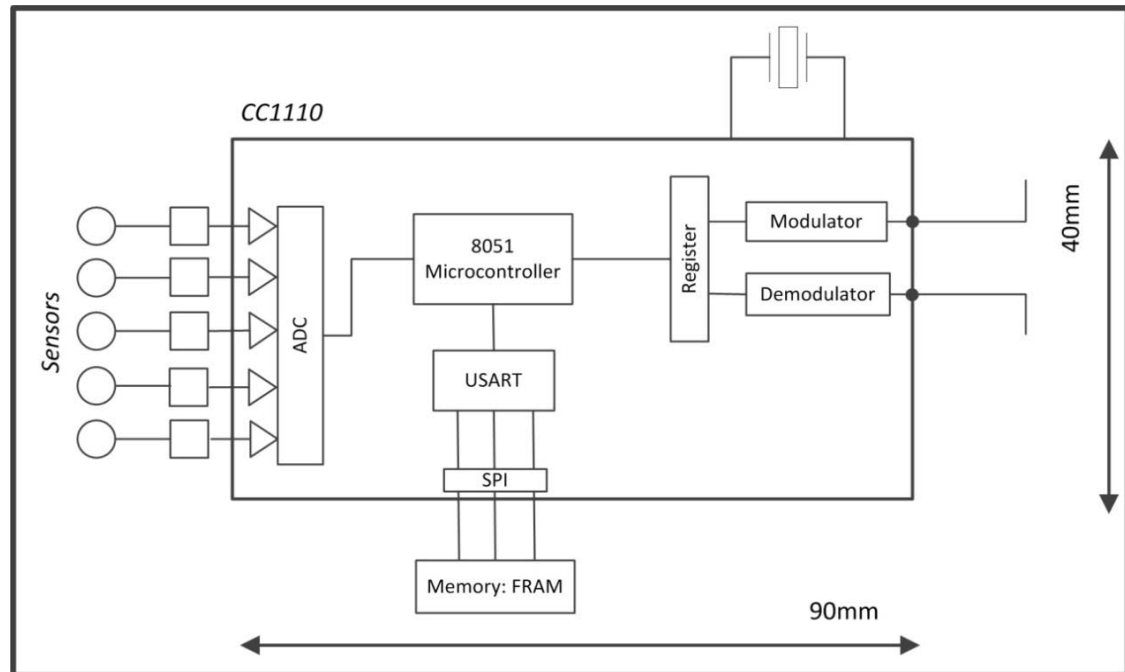 CC1110
Sensors
ADC
8051
Microcontroller
USART
SPI
Memory: FRAM
Register
Modulator
Demodulator
40mm
90mm